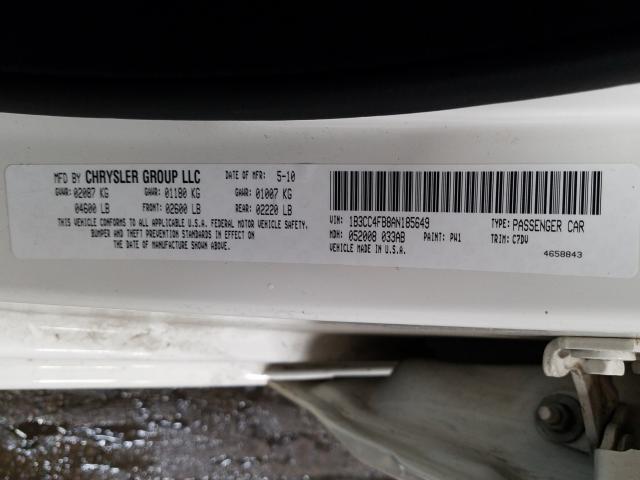 MFD BY CHRYSLER GROUP LLC DATE OF MFR: 5-10
GVWR: 02087 KG GAWR: 01180 KG GAWR: 01007 KG
04600 LB FRONT: 02600 LB REAR: 02220 LB
THIS VEHICLE CONFORMS TO ALL APPLICABLE U.S.A. FEDERAL MOTOR VEHICLE SAFETY,
BUMPER AND THEFT PREVENTION STANDARDS IN EFFECT ON
THE DATE OF MANUFACTURE SHOWN ABOVE.
VIN: 1B3CC4FB8AN185649 TYPE: PASSENGER CAR
MDH: 052008 033AB PAINT: PW1 TRIM: C7DV
VEHICLE MADE IN U.S.A.
4658843